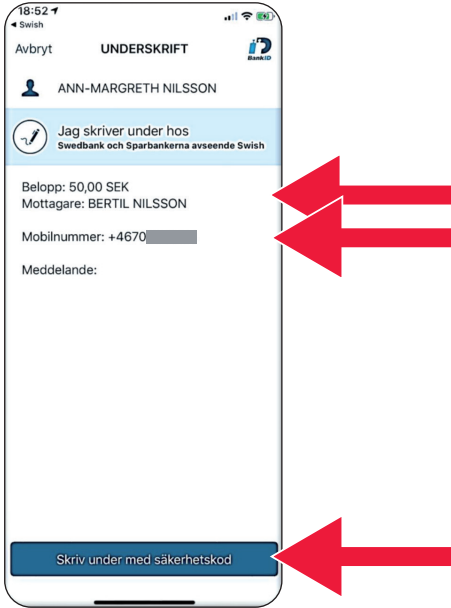 18:52
Swish
Avbryt
UNDERSKRIFT
BankID
ANN-MARGRETH NILSSON
Jag skriver under hos
Swedbank och Sparbankerna avseende Swish
Belopp: 50,00 SEK
Mottagare: BERTIL NILSSON
Mobilnummer: +4670
Meddelande:
Skriv under med säkerhetskod